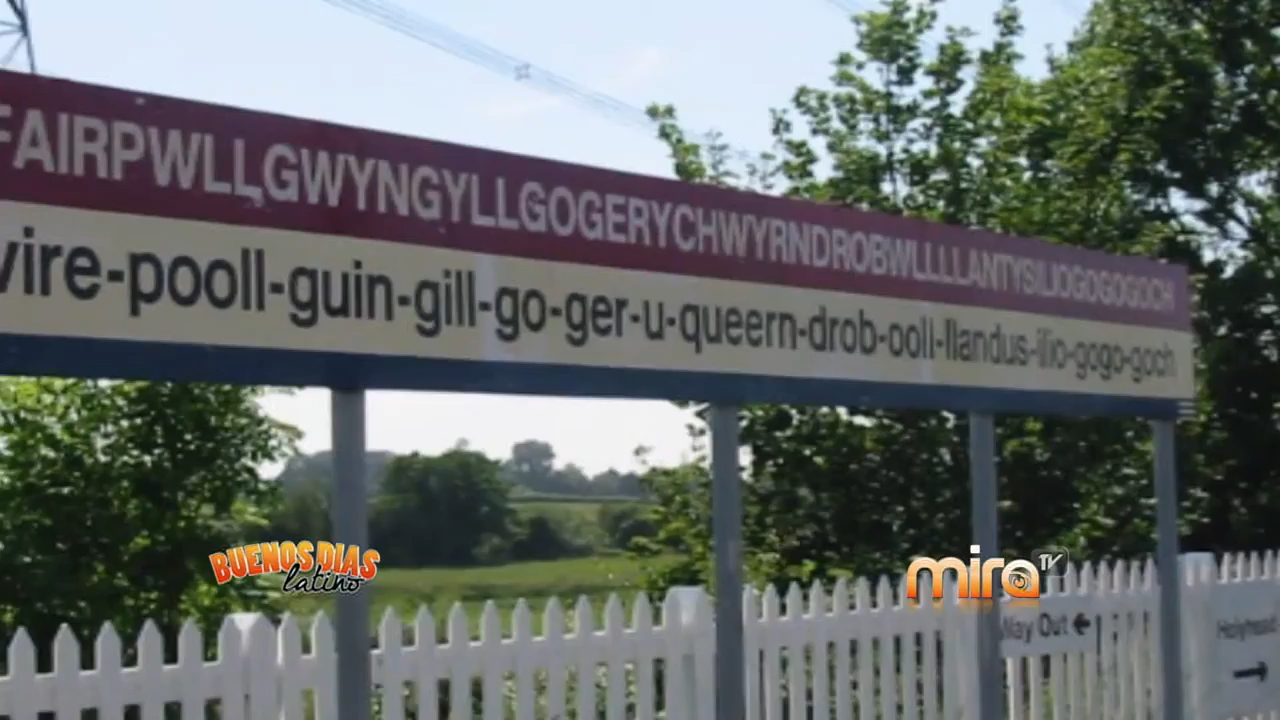 FAIRPWLLGWYNGYLLGOGERYCHWYRNDROBWLLLLANTYSILIOGOGOGOCH
vire-pooll-guin-gill-go-ger-u-queern-drob-ooll-llandus-ilio-gogo-goch
BUENOS DIAS
latino
mira TV
Way Out ←
Holyhead
→